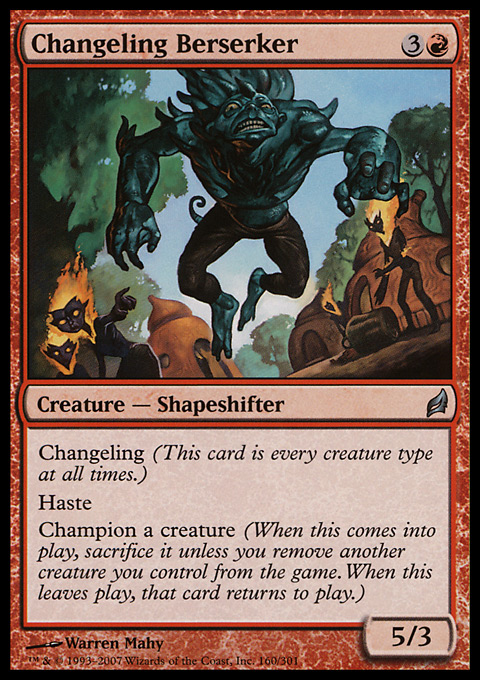 Changeling Berserker 3
Creature — Shapeshifter
Changeling (This card is every creature type
at all times.)
Haste
Champion a creature (When this comes into
play, sacrifice it unless you remove another
creature you control from the game. When this
leaves play, that card returns to play.)
Warren Mahy
5/3
™ & © 1993-2007 Wizards of the Coast, Inc. 160/301